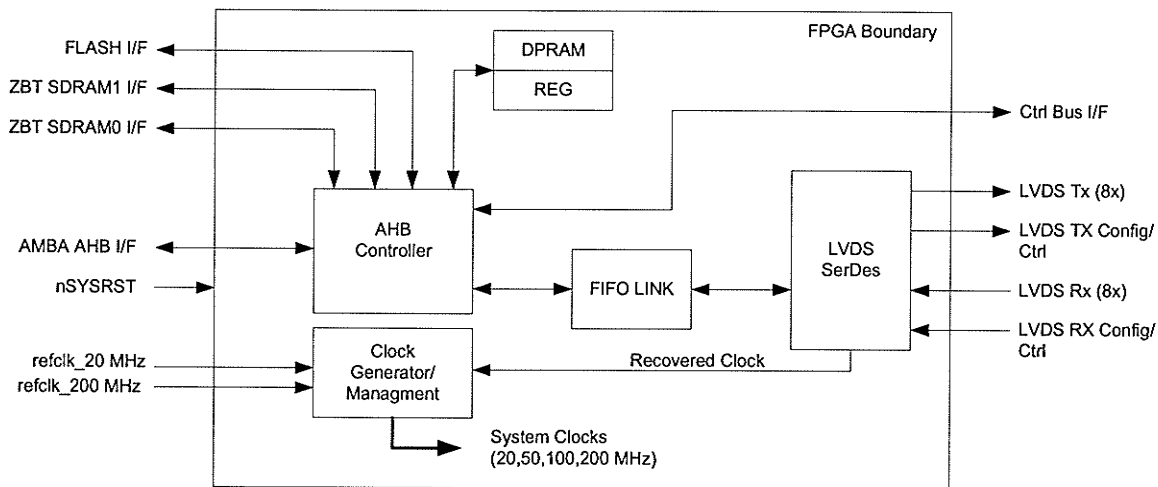 FPGA Boundary
FLASH I/F
DPRAM
REG
ZBT SDRAM1 I/F
Ctrl Bus I/F
ZBT SDRAM0 I/F
AHB
Controller
LVDS
SerDes
LVDS Tx (8x)
LVDS TX Config/
Ctrl
AMBA AHB I/F
nSYSRST
FIFO LINK
LVDS Rx (8x)
LVDS RX Config/
Ctrl
refclk_20 MHz
refclk_200 MHz
Clock
Generator/
Managment
Recovered Clock
System Clocks
(20,50,100,200 MHz)